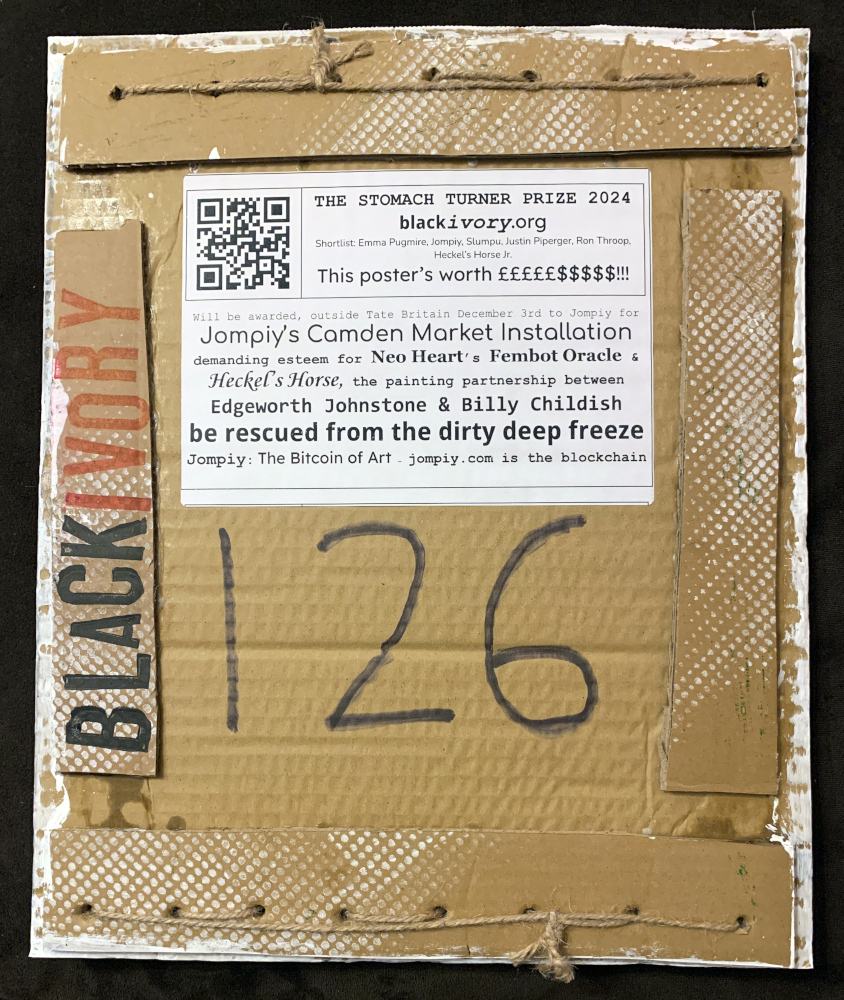 THE STOMACH TURNER PRIZE 2024
blackivory.org
Shortlist: Emma Pugmire, Jompiy, Slumpu, Justin Piperger, Ron Throop,
Heckel's Horse Jr.
This poster's worth £££££$$$$$!!!
Will be awarded, outside Tate Britain December 3rd to Jompiy for
Jompiy's Camden Market Installation
demanding esteem for Neo Heart's Fembot Oracle &
Heckel's Horse, the painting partnership between
Edgeworth Johnstone & Billy Childish
be rescued from the dirty deep freeze
Jompiy: The Bitcoin of Art - jompiy.com is the blockchain
BLACKIVORY
126